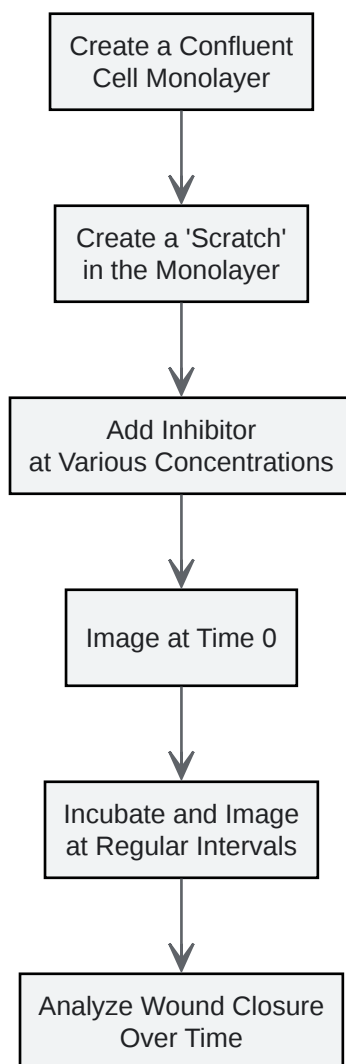 Create a Confluent
Cell Monolayer
Create a 'Scratch'
in the Monolayer
Add Inhibitor
at Various Concentrations
Image at Time 0
Incubate and Image
at Regular Intervals
Analyze Wound Closure
Over Time